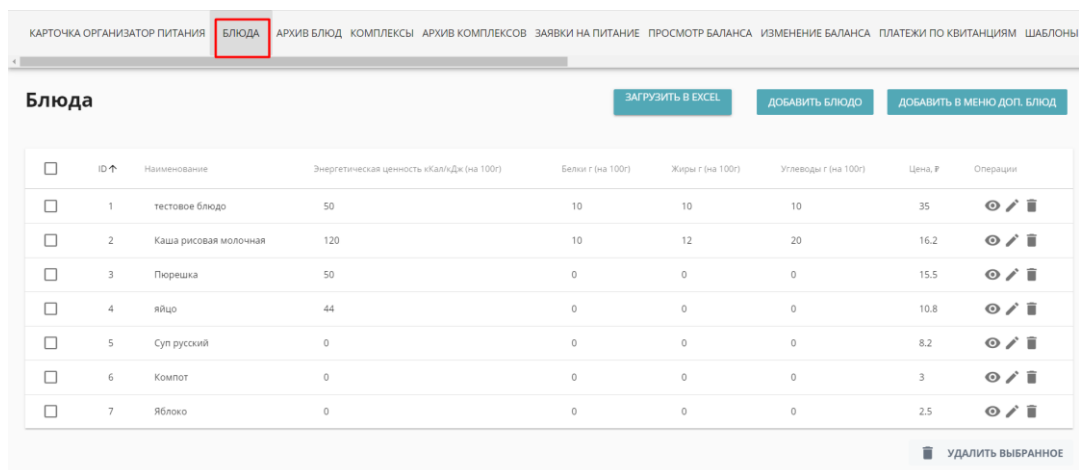 КАРТОЧКА ОРГАНИЗАТОР ПИТАНИЯ БЛЮДА АРХИВ БЛЮД КОМПЛЕКСЫ АРХИВ КОМПЛЕКСОВ ЗАЯВКИ НА ПИТАНИЕ ПРОСМОТР БАЛАНСА ИЗМЕНЕНИЕ БАЛАНСА ПЛАТЕЖИ ПО КВИТАНЦИЯМ ШАБЛОНЫ
Блюда ЗАГРУЗИТЬ В EXCEL ДОБАВИТЬ БЛЮДО ДОБАВИТЬ В МЕНЮ ДОП. БЛЮД
ID↑ Наименование Энергетическая ценность кКал/кДж (на 100г) Белки г (на 100г) Жиры г (на 100г) Углеводы г (на 100г) Цена, ₽ Операции
1 тестовое блюдо 50 10 10 10 35
2 Каша рисовая молочная 120 10 12 20 16.2
3 Пюрешка 50 0 0 0 15.5
4 яйцо 44 0 0 0 10.8
5 Суп русский 0 0 0 0 8.2
6 Компот 0 0 0 0 3
7 Яблоко 0 0 0 0 2.5
УДАЛИТЬ ВЫБРАННОЕ